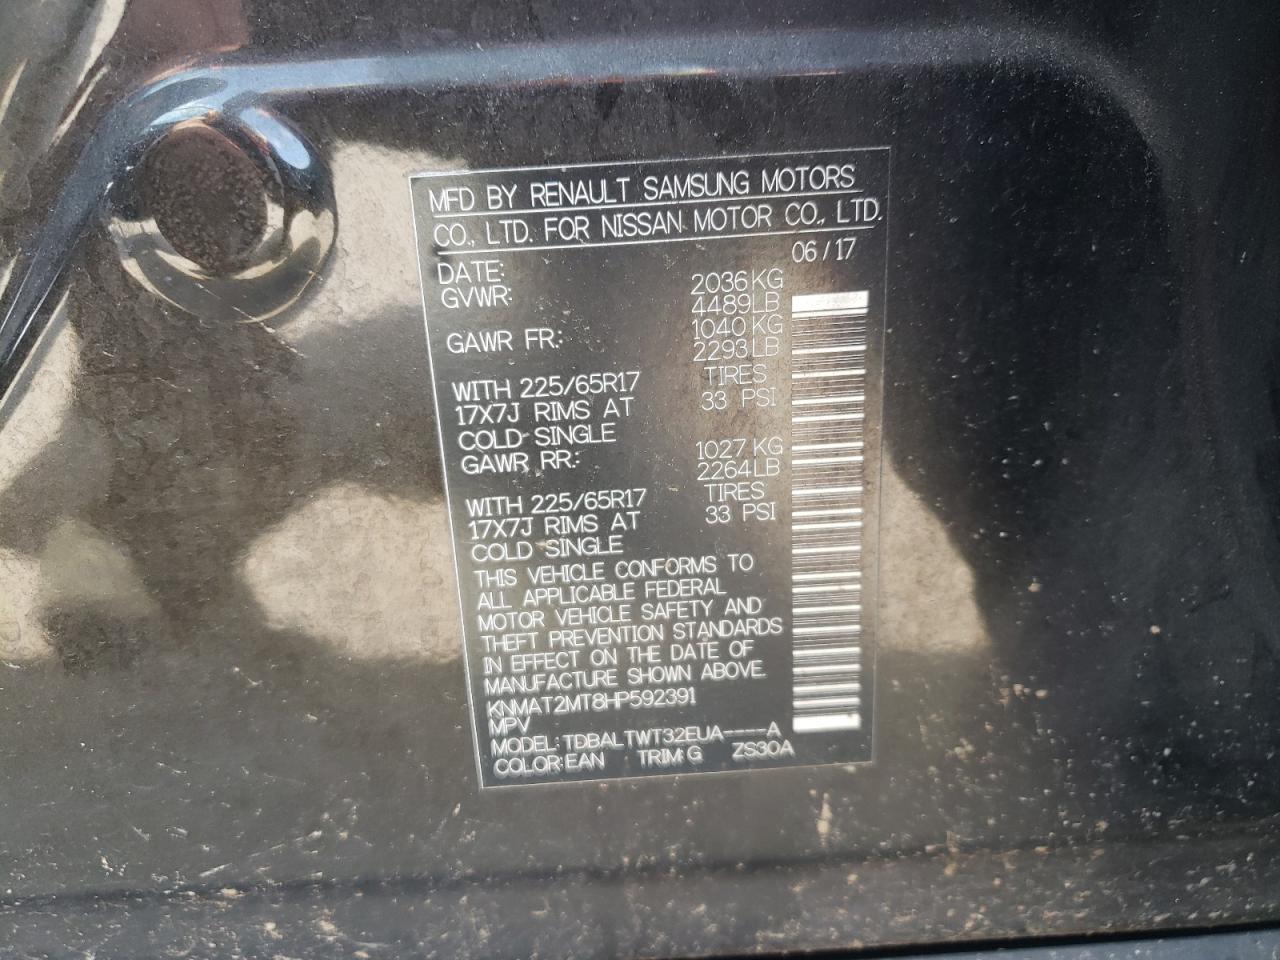 MFD BY RENAULT SAMSUNG MOTORS
CO., LTD. FOR NISSAN MOTOR CO., LTD.
DATE: 06/17
GVWR: 2036KG
4489LB
GAWR FR: 1040KG
2293LB
WITH 225/65R17 TIRES
17X7J RIMS AT 33 PSI
COLD SINGLE
GAWR RR: 1027KG
2264LB
WITH 225/65R17 TIRES
17X7J RIMS AT 33 PSI
COLD SINGLE
THIS VEHICLE CONFORMS TO
ALL APPLICABLE FEDERAL
MOTOR VEHICLE SAFETY AND
THEFT PREVENTION STANDARDS
IN EFFECT ON THE DATE OF
MANUFACTURE SHOWN ABOVE.
KNMAT2MT8HP592391
MPV
MODEL: TDBALTWT32EUA----A
COLOR:EAN TRIM:G ZS30A